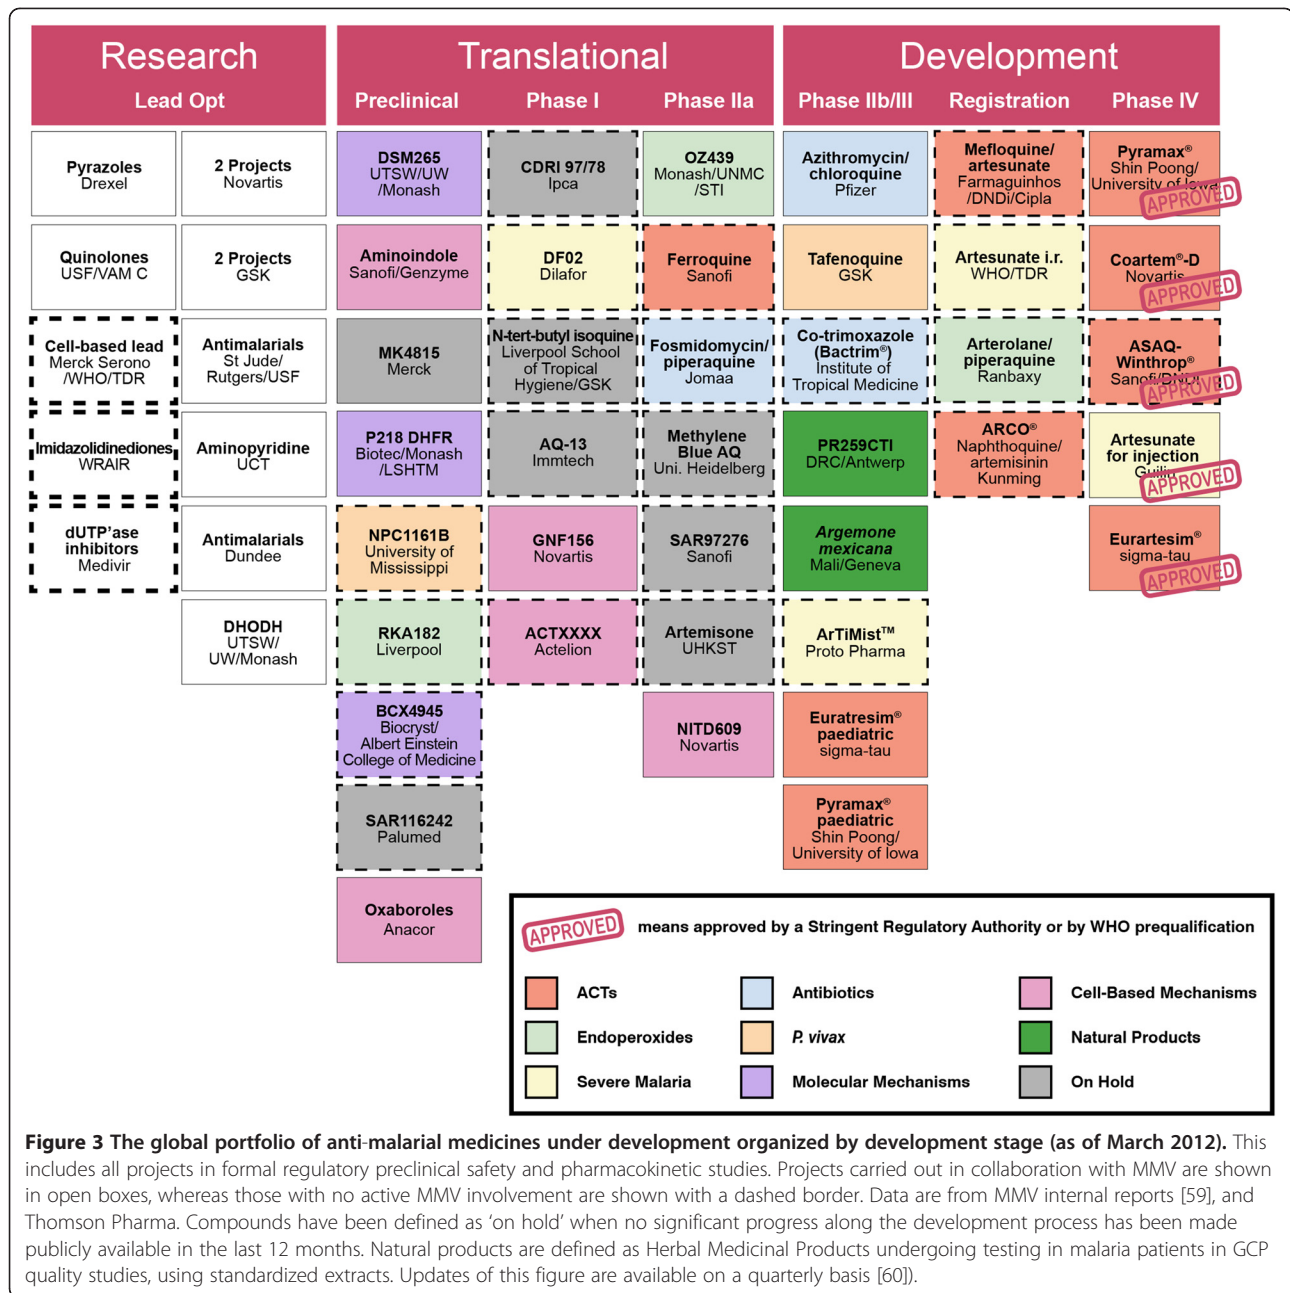 Research
Lead Opt
Translational
Preclinical
Phase I
Phase IIa
Development
Phase IIb/III
Registration
Phase IV
Pyrazoles
Drexel
Quinolones
USF/VAM C
Cell-based lead
Merck Serono
/WHO/TDR
Imidazolidinediones
WRAIR
dUTP'ase
inhibitors
Medivir
2 Projects
Novartis
2 Projects
GSK
Antimalarials
St Jude/
Rutgers/USF
Aminopyridine
UCT
Antimalarials
Dundee
DHODH
UTSW/
UW/Monash
DSM265
UTSW/UW
/Monash
Aminoindole
Sanofi/Genzyme
MK4815
Merck
P218 DHFR
Biotec/Monash
/LSHTM
NPC1161B
University of
Mississippi
RKA182
Liverpool
BCX4945
Biocryst/
Albert Einstein
College of Medicine
SAR116242
Palumed
Oxaboroles
Anacor
CDRI 97/78
Ipca
DF02
Dilafor
N-tert-butyl isoquine
Liverpool School
of Tropical
Hygiene/GSK
AQ-13
Immtech
GNF156
Novartis
ACTXXXX
Actelion
OZ439
Monash/UNMC
/STI
Ferroquine
Sanofi
Fosmidomycin/
piperaquine
Jomaa
Methylene
Blue AQ
Uni. Heidelberg
SAR97276
Sanofi
Artemisone
UHKST
NITD609
Novartis
Azithromycin/
chloroquine
Pfizer
Tafenoquine
GSK
Co-trimoxazole
(Bactrim®)
Institute of
Tropical Medicine
PR259CTI
DRC/Antwerp
Argemone
mexicana
Mali/Geneva
ArTiMist™
Proto Pharma
Euratresim®
paediatric
sigma-tau
Pyramax®
paediatric
Shin Poong/
University of Iowa
Mefloquine/
artesunate
Farmaguinhos
/DNDi/Cipla
Artesunate i.r.
WHO/TDR
Arterolane/
piperaquine
Ranbaxy
ARCO®
Naphthoquine/
artemisinin
Kunming
Pyramax®
Shin Poong/
University of Iowa
APPROVED
Coartem®-D
Novartis
APPROVED
ASAQ-
Winthrop®
Sanofi/DNDi
APPROVED
Artesunate
for injection
Guilin
APPROVED
Eurartesim®
sigma-tau
APPROVED
APPROVED means approved by a Stringent Regulatory Authority or by WHO prequalification
ACTs
Antibiotics
Cell-Based Mechanisms
Endoperoxides
P. vivax
Natural Products
Severe Malaria
Molecular Mechanisms
On Hold
Figure 3 The global portfolio of anti-malarial medicines under development organized by development stage (as of March 2012). This
includes all projects in formal regulatory preclinical safety and pharmacokinetic studies. Projects carried out in collaboration with MMV are shown
in open boxes, whereas those with no active MMV involvement are shown with a dashed border. Data are from MMV internal reports [59], and
Thomson Pharma. Compounds have been defined as 'on hold' when no significant progress along the development process has been made
publicly available in the last 12 months. Natural products are defined as Herbal Medicinal Products undergoing testing in malaria patients in GCP
quality studies, using standardized extracts. Updates of this figure are available on a quarterly basis [60]).